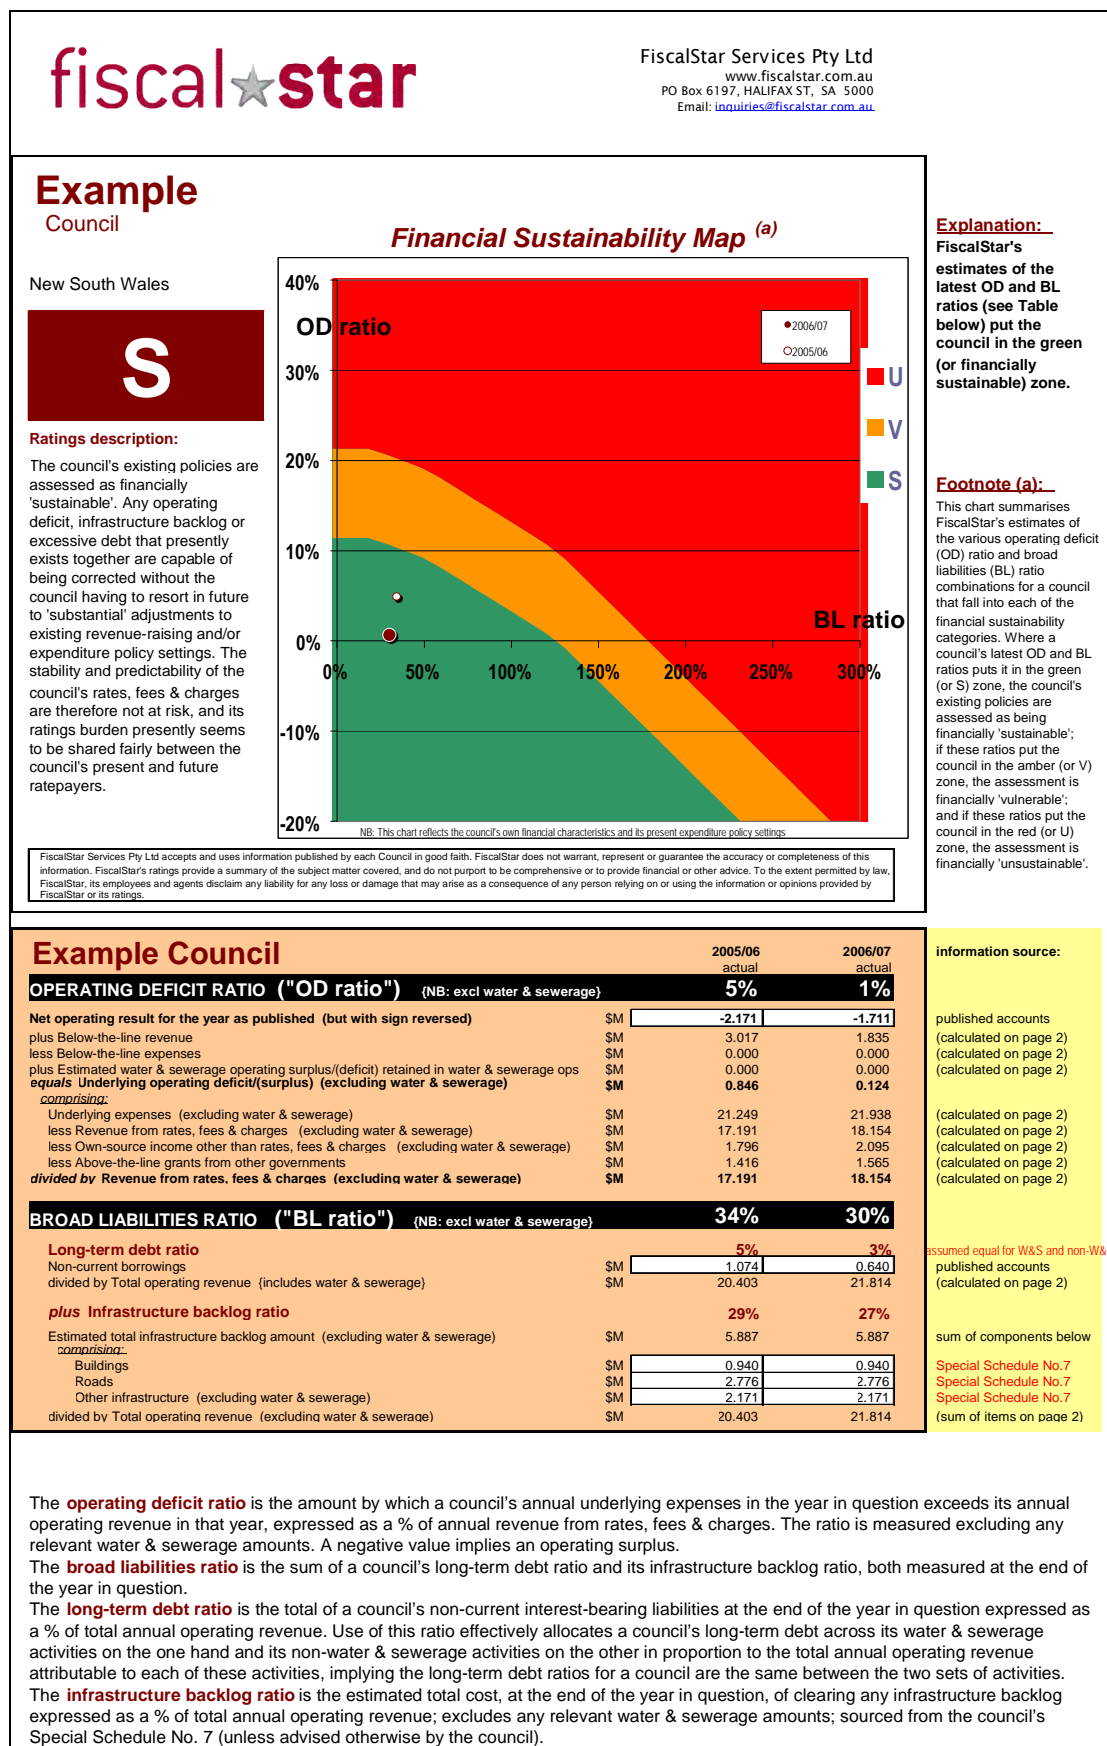 fiscal star
FiscalStar Services Pty Ltd
www.fiscalstar.com.au
PO Box 6197, HALIFAX ST, SA 5000
Email: inquiries@fiscalstar.com.au
Example
Council
New South Wales
S
Ratings description:
The council's existing policies are
assessed as financially
'sustainable'. Any operating
deficit, infrastructure backlog or
excessive debt that presently
exists together are capable of
being corrected without the
council having to resort in future
to 'substantial' adjustments to
existing revenue-raising and/or
expenditure policy settings. The
stability and predictability of the
council's rates, fees & charges
are therefore not at risk, and its
ratings burden presently seems
to be shared fairly between the
council's present and future
ratepayers.
Financial Sustainability Map (a)
40%
OD ratio
2006/07
2005/06
30%
U
V
20%
S
10%
BL ratio
0%
0% 50% 100% 150% 200% 250% 300%
-10%
-20%
NB: This chart reflects the council's own financial characteristics and its present expenditure policy settings
Explanation:
FiscalStar's
estimates of the
latest OD and BL
ratios (see Table
below) put the
council in the green
(or financially
sustainable) zone.
Footnote (a):
This chart summarises
FiscalStar's estimates of
the various operating deficit
(OD) ratio and broad
liabilities (BL) ratio
combinations for a council
that fall into each of the
financial sustainability
categories. Where a
council's latest OD and BL
ratios puts it in the green
(or S) zone, the council's
existing policies are
assessed as being
financially 'sustainable';
if these ratios put the
council in the amber (or V)
zone, the assessment is
financially 'vulnerable';
and if these ratios put the
council in the red (or U)
zone, the assessment is
financially 'unsustainable'.
FiscalStar Services Pty Ltd accepts and uses information published by each Council in good faith. FiscalStar does not warrant, represent or guarantee the accuracy or completeness of this
information. FiscalStar's ratings provide a summary of the subject matter covered, and do not purport to be comprehensive or to provide financial or other advice. To the extent permitted by law,
FiscalStar, its employees and agents disclaim any liability for any loss or damage that may arise as a consequence of any person relying on or using the information or opinions provided by
FiscalStar or its ratings.
Example Council 2005/06 2006/07 information source:
actual actual
OPERATING DEFICIT RATIO ("OD ratio") {NB: excl water & sewerage} 5% 1%
Net operating result for the year as published (but with sign reversed) $M -2.171 -1.711 published accounts
plus Below-the-line revenue $M 3.017 1.835 (calculated on page 2)
less Below-the-line expenses $M 0.000 0.000 (calculated on page 2)
plus Estimated water & sewerage operating surplus/(deficit) retained in water & sewerage ops $M 0.000 0.000 (calculated on page 2)
equals Underlying operating deficit/(surplus) (excluding water & sewerage) $M 0.846 0.124
comprising:
Underlying expenses (excluding water & sewerage) $M 21.249 21.938 (calculated on page 2)
less Revenue from rates, fees & charges (excluding water & sewerage) $M 17.191 18.154 (calculated on page 2)
less Own-source income other than rates, fees & charges (excluding water & sewerage) $M 1.796 2.095 (calculated on page 2)
less Above-the-line grants from other governments $M 1.416 1.565 (calculated on page 2)
divided by Revenue from rates, fees & charges (excluding water & sewerage) $M 17.191 18.154 (calculated on page 2)
BROAD LIABILITIES RATIO ("BL ratio") {NB: excl water & sewerage} 34% 30%
Long-term debt ratio 5% 3% assumed equal for W&S and non-W&
Non-current borrowings $M 1.074 0.640 published accounts
divided by Total operating revenue {includes water & sewerage} $M 20.403 21.814 (calculated on page 2)
plus Infrastructure backlog ratio 29% 27%
Estimated total infrastructure backlog amount (excluding water & sewerage) $M 5.887 5.887 sum of components below
comprising:
Buildings $M 0.940 0.940 Special Schedule No.7
Roads $M 2.776 2.776 Special Schedule No.7
Other infrastructure (excluding water & sewerage) $M 2.171 2.171 Special Schedule No.7
divided by Total operating revenue (excluding water & sewerage) $M 20.403 21.814 (sum of items on page 2)
The operating deficit ratio is the amount by which a council's annual underlying expenses in the year in question exceeds its annual
operating revenue in that year, expressed as a % of annual revenue from rates, fees & charges. The ratio is measured excluding any
relevant water & sewerage amounts. A negative value implies an operating surplus.
The broad liabilities ratio is the sum of a council's long-term debt ratio and its infrastructure backlog ratio, both measured at the end of
the year in question.
The long-term debt ratio is the total of a council's non-current interest-bearing liabilities at the end of the year in question expressed as
a % of total annual operating revenue. Use of this ratio effectively allocates a council's long-term debt across its water & sewerage
activities on the one hand and its non-water & sewerage activities on the other in proportion to the total annual operating revenue
attributable to each of these activities, implying the long-term debt ratios for a council are the same between the two sets of activities.
The infrastructure backlog ratio is the estimated total cost, at the end of the year in question, of clearing any infrastructure backlog
expressed as a % of total annual operating revenue; excludes any relevant water & sewerage amounts; sourced from the council's
Special Schedule No. 7 (unless advised otherwise by the council).